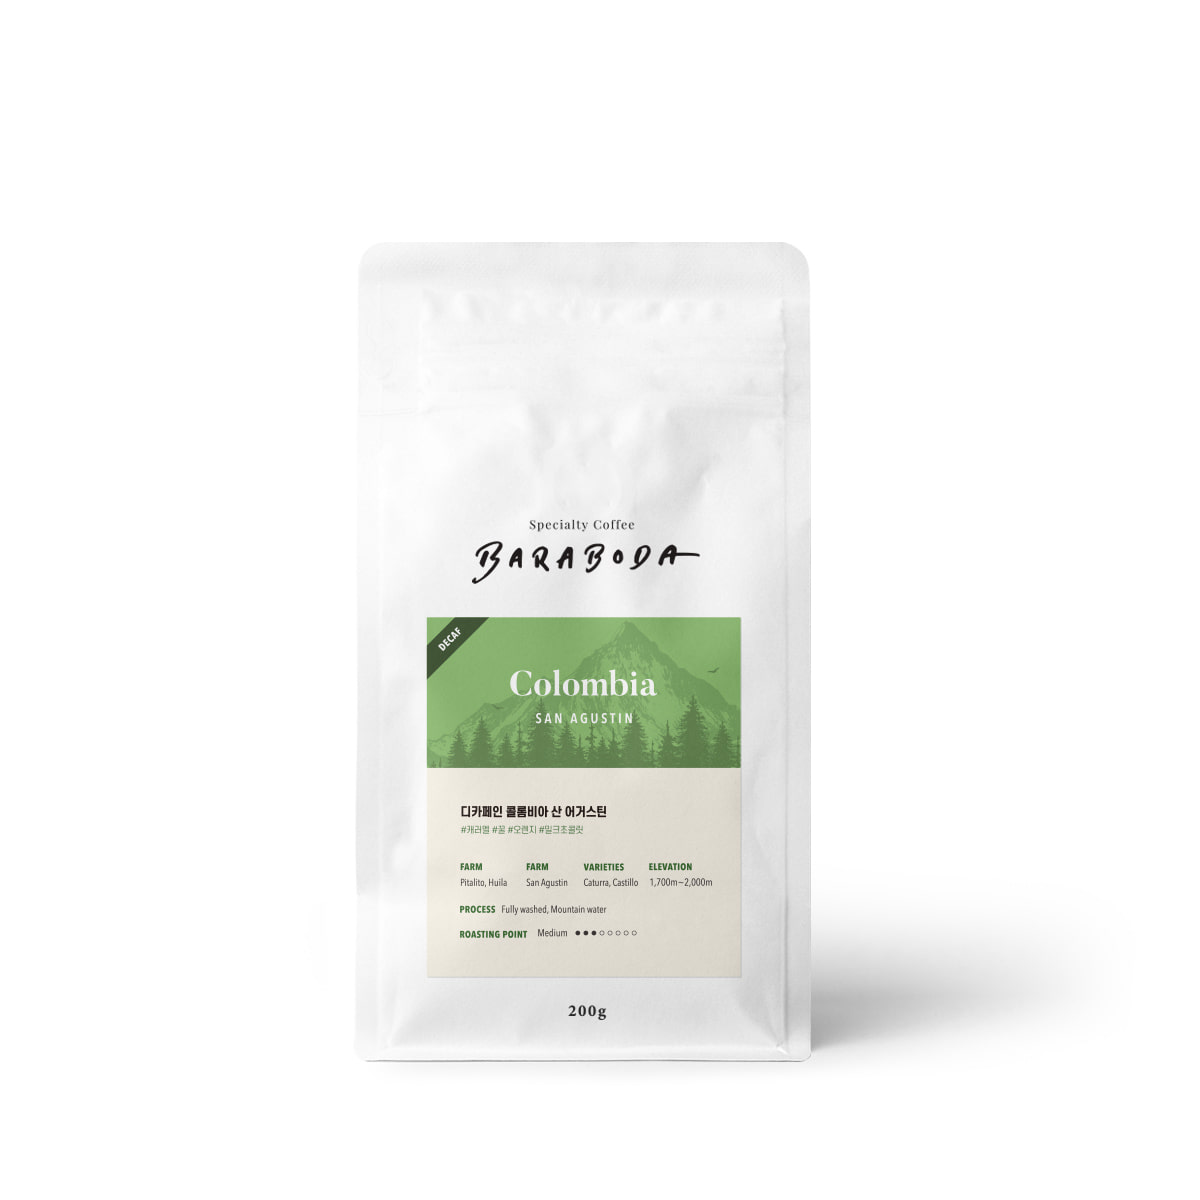 Specialty Coffee
BARABODA
DECAF
Colombia
SAN AGUSTIN
디카페인 콜롬비아 산 어거스틴
#캐러멜 #꿀 #오렌지 #밀크초콜릿
FARM FARM VARIETIES ELEVATION
Pitalito, Huila San Agustin Caturra, Castillo 1,700m~2,000m
PROCESS Fully washed, Mountain water
ROASTING POINT Medium ●●●○○○○○
200g